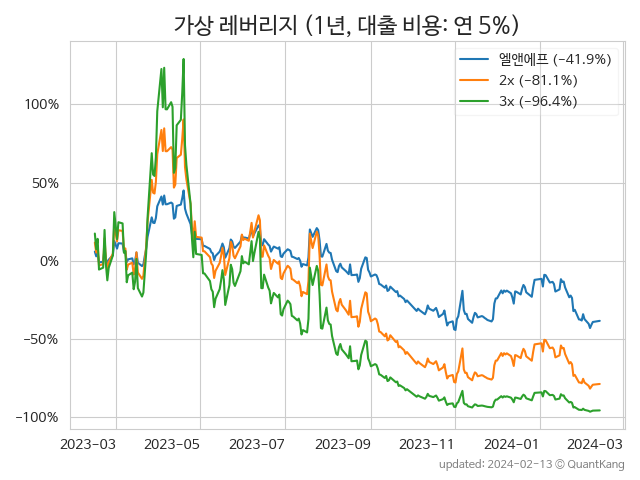 가상 레버리지 (1년, 대출 비용: 연 5%)
엘앤에프 (−41.9%)
2x (−81.1%)
3x (−96.4%)
100%
50%
0%
−50%
−100%
2023-03 2023-05 2023-07 2023-09 2023-11 2024-01 2024-03
updated: 2024-02-13 © QuantKang